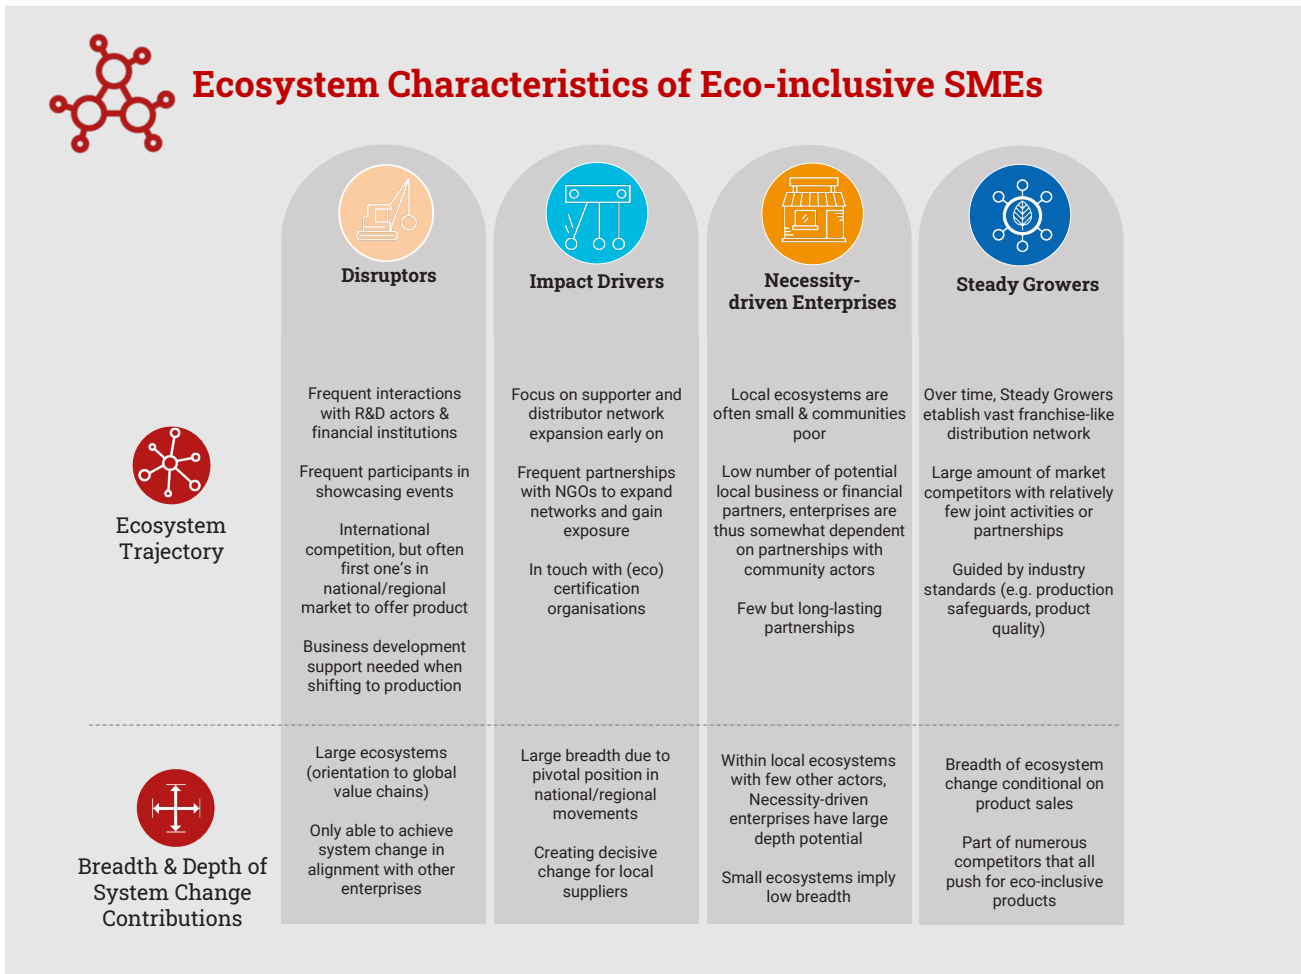 Ecosystem Characteristics of Eco-inclusive SMEs
Disruptors
Impact Drivers
Necessity-
driven Enterprises
Steady Growers
Ecosystem
Trajectory
Frequent interactions
with R&D actors &
financial institutions
Frequent participants in
showcasing events
International
competition, but often
first one's in
national/regional
market to offer product
Business development
support needed when
shifting to production
Focus on supporter and
distributor network
expansion early on
Frequent partnerships
with NGOs to expand
networks and gain
exposure
In touch with (eco)
certification
organisations
Local ecosystems are
often small & communities
poor
Low number of potential
local business or financial
partners, enterprises are
thus somewhat dependent
on partnerships with
community actors
Few but long-lasting
partnerships
Over time, Steady Growers
etablish vast franchise-like
distribution network
Large amount of market
competitors with relatively
few joint activities or
partnerships
Guided by industry
standards (e.g. production
safeguards, product
quality)
Breadth & Depth of
System Change
Contributions
Large ecosystems
(orientation to global
value chains)
Only able to achieve
system change in
alignment with other
enterprises
Large breadth due to
pivotal position in
national/regional
movements
Creating decisive
change for local
suppliers
Within local ecosystems
with few other actors,
Necessity-driven
enterprises have large
depth potential
Small ecosystems imply
low breadth
Breadth of ecosystem
change conditional on
product sales
Part of numerous
competitors that all
push for eco-inclusive
products